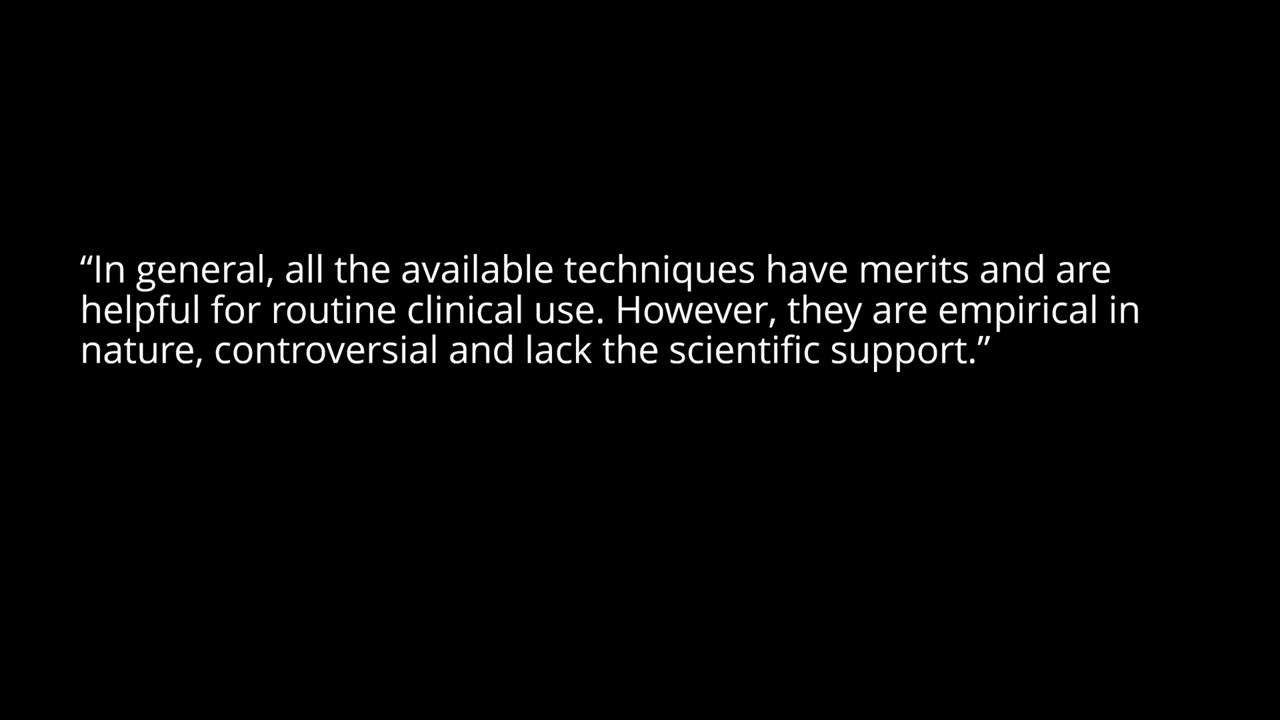 “In general, all the available techniques have merits and are
helpful for routine clinical use. However, they are empirical in
nature, controversial and lack the scientific support.”